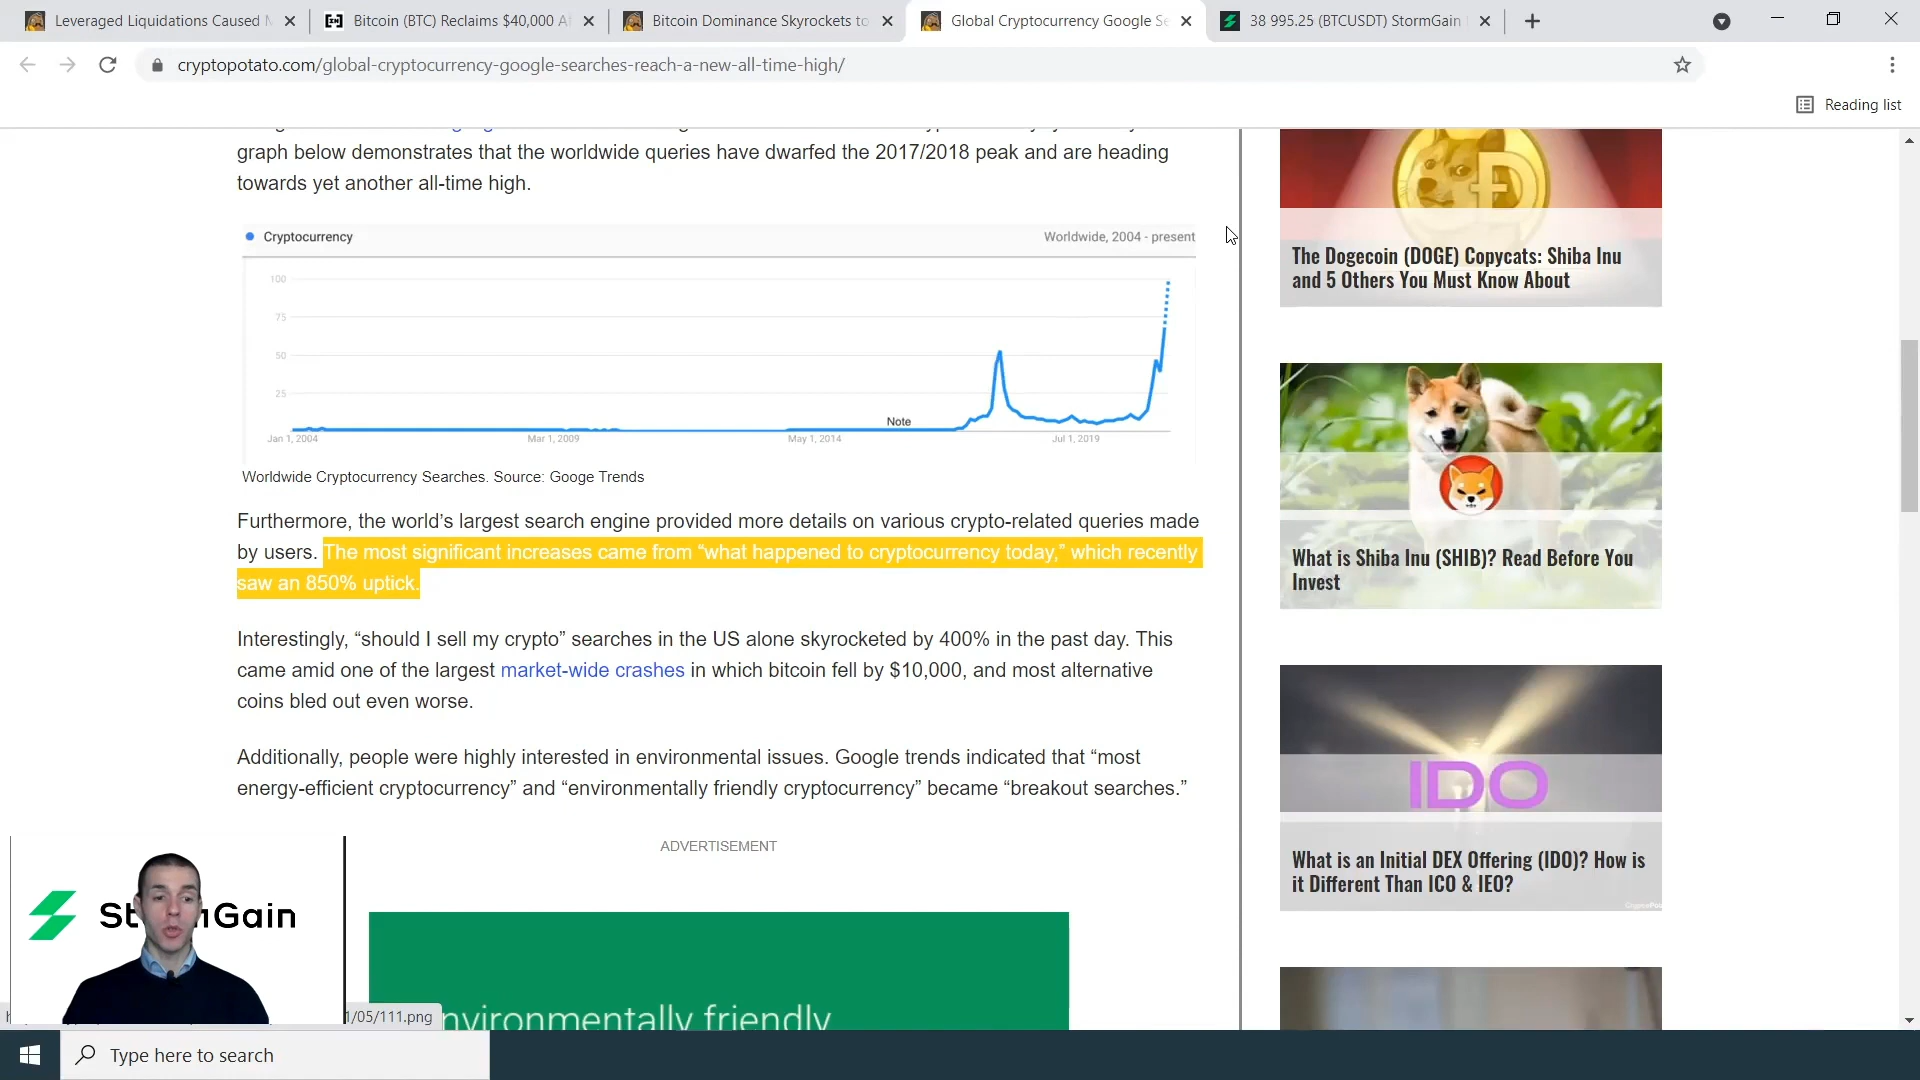 Leveraged Liquidations Caused
Bitcoin (BTC) Reclaims $40,000 A
Bitcoin Dominance Skyrockets to
Global Cryptocurrency Google Se
38 995.25 (BTCUSDT) StormGain
cryptopotato.com/global-cryptocurrency-google-searches-reach-a-new-all-time-high/
Reading list
graph below demonstrates that the worldwide queries have dwarfed the 2017/2018 peak and are heading
towards yet another all-time high.
Cryptocurrency
Worldwide, 2004 - present
100
75
50
25
Note
Jan 1, 2004
Mar 1, 2009
May 1, 2014
Jul 1, 2019
Worldwide Cryptocurrency Searches. Source: Googe Trends
Furthermore, the world’s largest search engine provided more details on various crypto-related queries made
by users. The most significant increases came from “what happened to cryptocurrency today,” which recently
saw an 850% uptick.
Interestingly, “should I sell my crypto” searches in the US alone skyrocketed by 400% in the past day. This
came amid one of the largest market-wide crashes in which bitcoin fell by $10,000, and most alternative
coins bled out even worse.
Additionally, people were highly interested in environmental issues. Google trends indicated that “most
energy-efficient cryptocurrency” and “environmentally friendly cryptocurrency” became “breakout searches.”
ADVERTISEMENT
nvironmentally friendly
The Dogecoin (DOGE) Copycats: Shiba Inu
and 5 Others You Must Know About
What is Shiba Inu (SHIB)? Read Before You
Invest
IDO
What is an Initial DEX Offering (IDO)? How is
it Different Than ICO & IEO?
St Gain
1/05/111.png
Type here to search